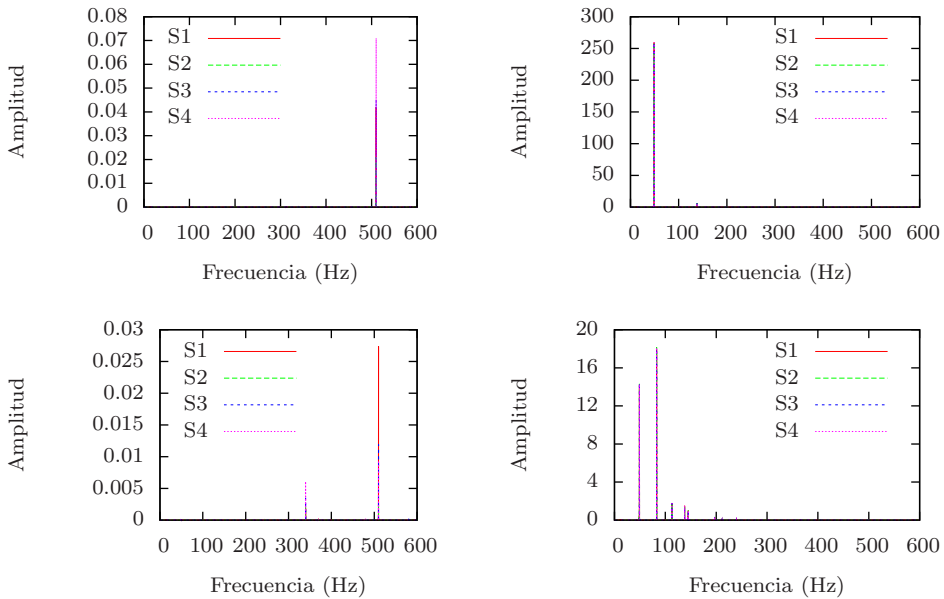 0.08
0.07
0.06
0.05
0.04
0.03
0.02
0.01
0
S1
S2
S3
S4
Amplitud
0 100 200 300 400 500 600
Frecuencia (Hz)
300
250
200
150
100
50
0
S1
S2
S3
S4
Amplitud
0 100 200 300 400 500 600
Frecuencia (Hz)
0.03
0.025
0.02
0.015
0.01
0.005
0
S1
S2
S3
S4
Amplitud
0 100 200 300 400 500 600
Frecuencia (Hz)
20
16
12
8
4
0
S1
S2
S3
S4
Amplitud
0 100 200 300 400 500 600
Frecuencia (Hz)